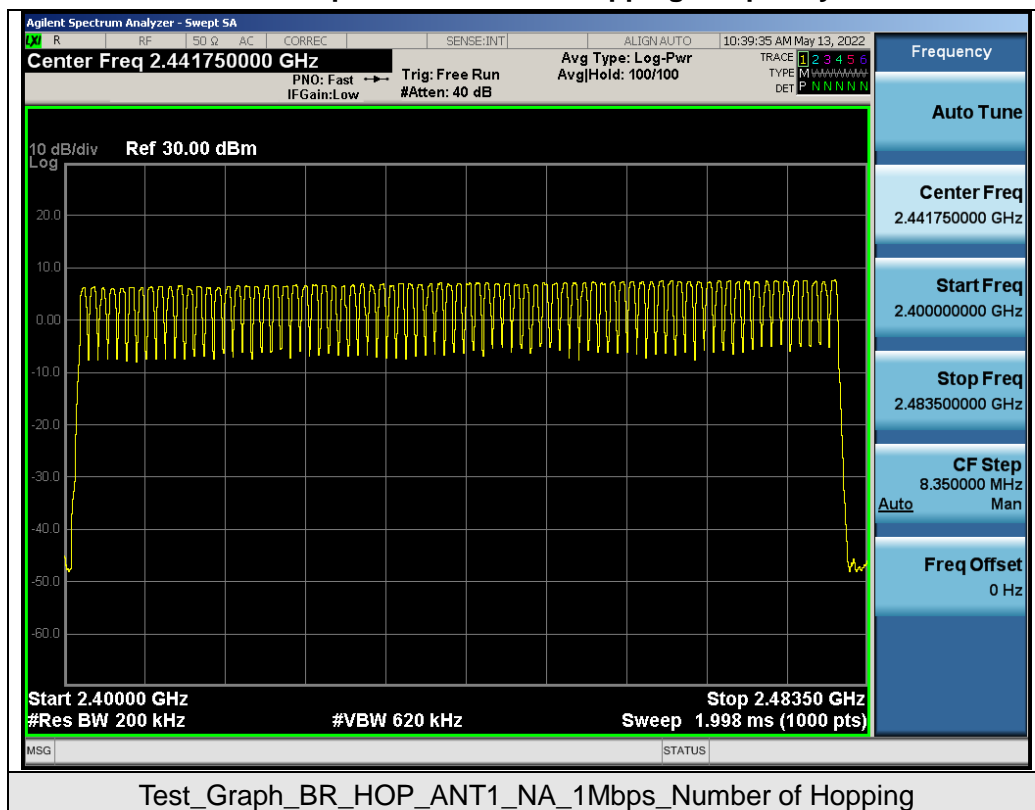 Agilent Spectrum Analyzer - Swept SA
LXI R RF 50 Ω AC CORREC SENSE:INT ALIGN AUTO 10:39:35 AM May 13, 2022
Center Freq 2.441750000 GHz
PNO: Fast
IFGain:Low
Trig: Free Run
#Atten: 40 dB
Avg Type: Log-Pwr
Avg|Hold: 100/100
TRACE 1 2 3 4 5 6
TYPE M WWWWW
DET P N N N N N
Frequency
Auto Tune
Center Freq
2.441750000 GHz
Start Freq
2.400000000 GHz
Stop Freq
2.483500000 GHz
CF Step
8.350000 MHz
Auto Man
Freq Offset
0 Hz
10 dB/div Ref 30.00 dBm
Log
20.0
10.0
0.00
-10.0
-20.0
-30.0
-40.0
-50.0
-60.0
Start 2.40000 GHz Stop 2.48350 GHz
#Res BW 200 kHz #VBW 620 kHz Sweep 1.998 ms (1000 pts)
MSG STATUS
Test_Graph_BR_HOP_ANT1_NA_1Mbps_Number of Hopping